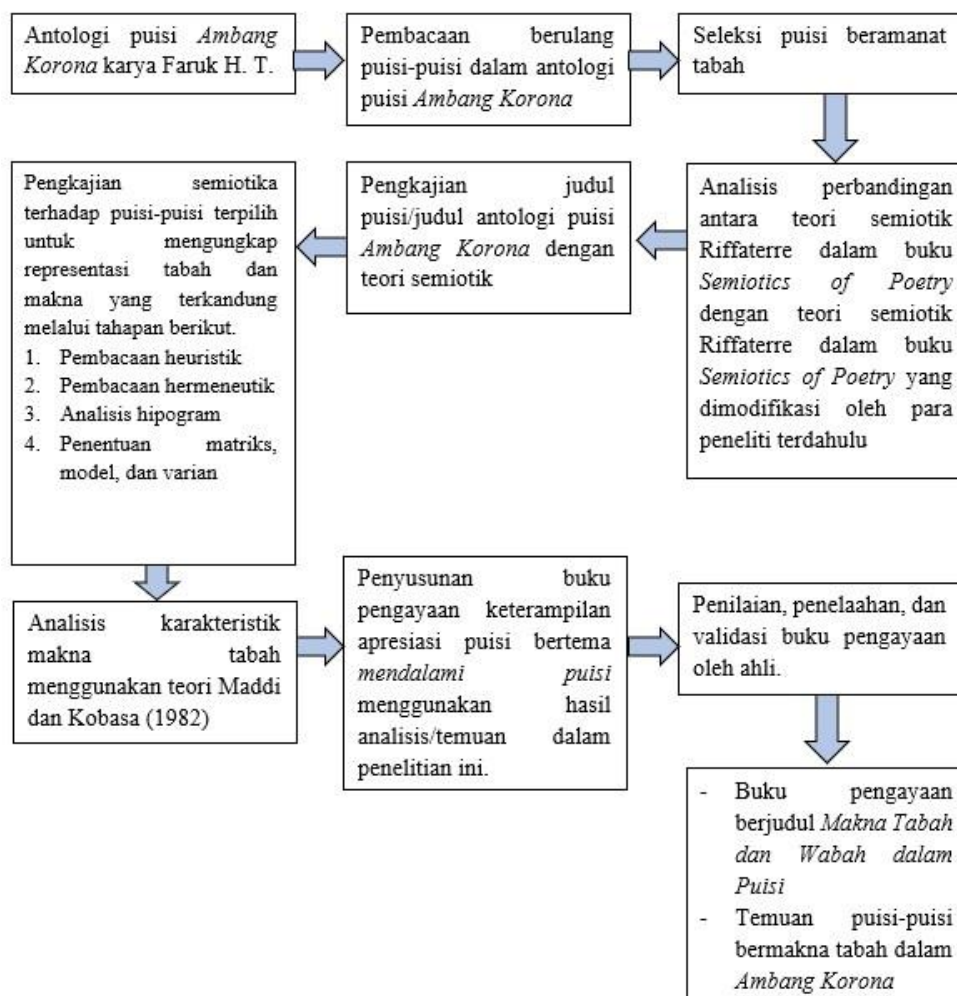 Antologi puisi Ambang
Korona karya Faruk H. T.
Pembacaan berulang
puisi-puisi dalam antologi
puisi Ambang Korona
Seleksi puisi beramanat
tabah
Analisis perbandingan
antara teori semiotik
Riffaterre dalam buku
Semiotics of Poetry
dengan teori semiotik
Riffaterre dalam buku
Semiotics of Poetry yang
dimodifikasi oleh para
peneliti terdahulu
Pengkajian judul
puisi/judul antologi puisi
Ambang Korona dengan
teori semiotik
Pengkajian semiotika
terhadap puisi-puisi terpilih
untuk mengungkap
representasi tabah dan
makna yang terkandung
melalui tahapan berikut.
1. Pembacaan heuristik
2. Pembacaan hermeneutik
3. Analisis hipogram
4. Penentuan matriks,
model, dan varian
Analisis karakteristik
makna tabah
menggunakan teori Maddi
dan Kobasa (1982)
Penyusunan buku
pengayaan keterampilan
apresiasi puisi bertema
mendalami puisi
menggunakan hasil
analisis/temuan dalam
penelitian ini.
Penilaian, penelaahan, dan
validasi buku pengayaan
oleh ahli.
- Buku pengayaan
berjudul Makna Tabah
dan Wabah dalam
Puisi
- Temuan puisi-puisi
bermakna tabah dalam
Ambang Korona